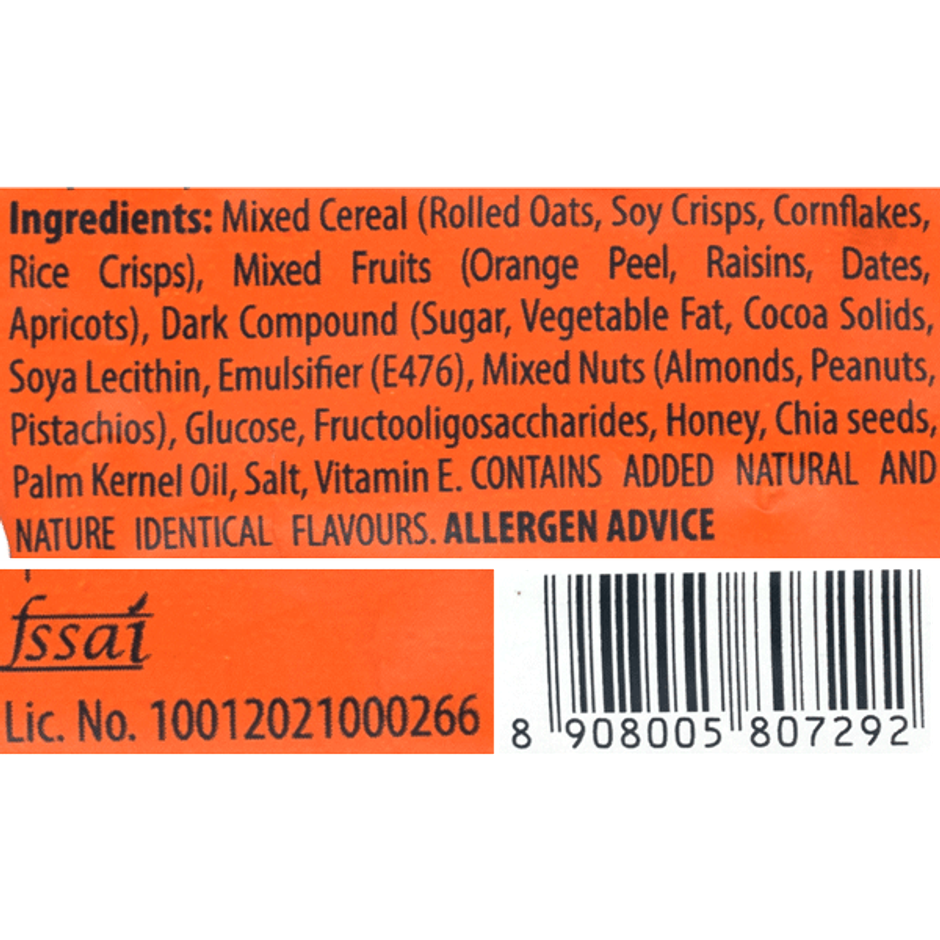 Ingredients: Mixed Cereal (Rolled Oats, Soy Crisps, Cornflakes,
Rice Crisps), Mixed Fruits (Orange Peel, Raisins, Dates,
Apricots), Dark Compound (Sugar, Vegetable Fat, Cocoa Solids,
Soya Lecithin, Emulsifier (E476), Mixed Nuts (Almonds, Peanuts,
Pistachios), Glucose, Fructooligosaccharides, Honey, Chia seeds,
Palm Kernel Oil, Salt, Vitamin E. CONTAINS ADDED NATURAL AND
NATURE IDENTICAL FLAVOURS. ALLERGEN ADVICE
fssai
Lic. No. 10012021000266
8 908005 807292